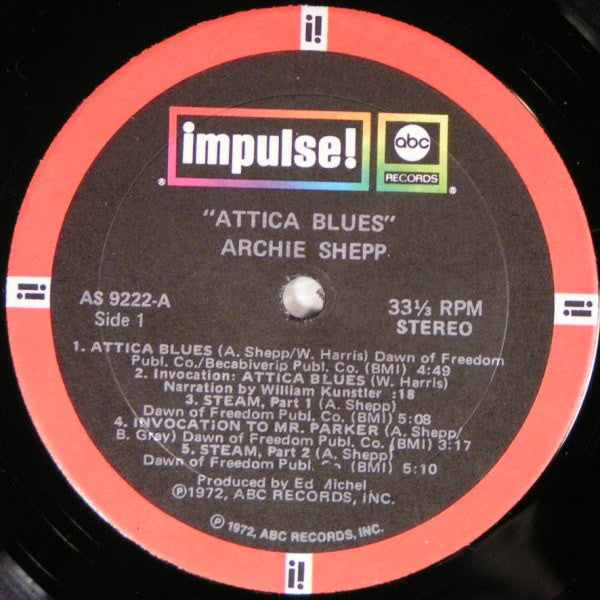 i!
impulse!
abc
RECORDS
®
®
"ATTICA BLUES"
ARCHIE SHEPP
AS 9222-A
Side 1
33⅓ RPM
STEREO
i!
i!
1. ATTICA BLUES (A. Shepp/W. Harris) Dawn of Freedom
Publ. Co./Becabiverip Publ. Co. (BMI) 4:49
2. Invocation: ATTICA BLUES (W. Harris)
Narration by William Kunstler :18
3. STEAM, Part 1 (A. Shepp)
Dawn of Freedom Publ. Co. (BMI) 5:08
4. INVOCATION TO MR. PARKER (A. Shepp/
B. Gray) Dawn of Freedom Publ. Co. (BMI) 3:17
5. STEAM, Part 2 (A. Shepp)
Dawn of Freedom Publ. (BMI) 5:10
Produced by Ed
℗1972, ABC RECORDS, INC.
℗ 1972, ABC RECORDS, INC.
i!